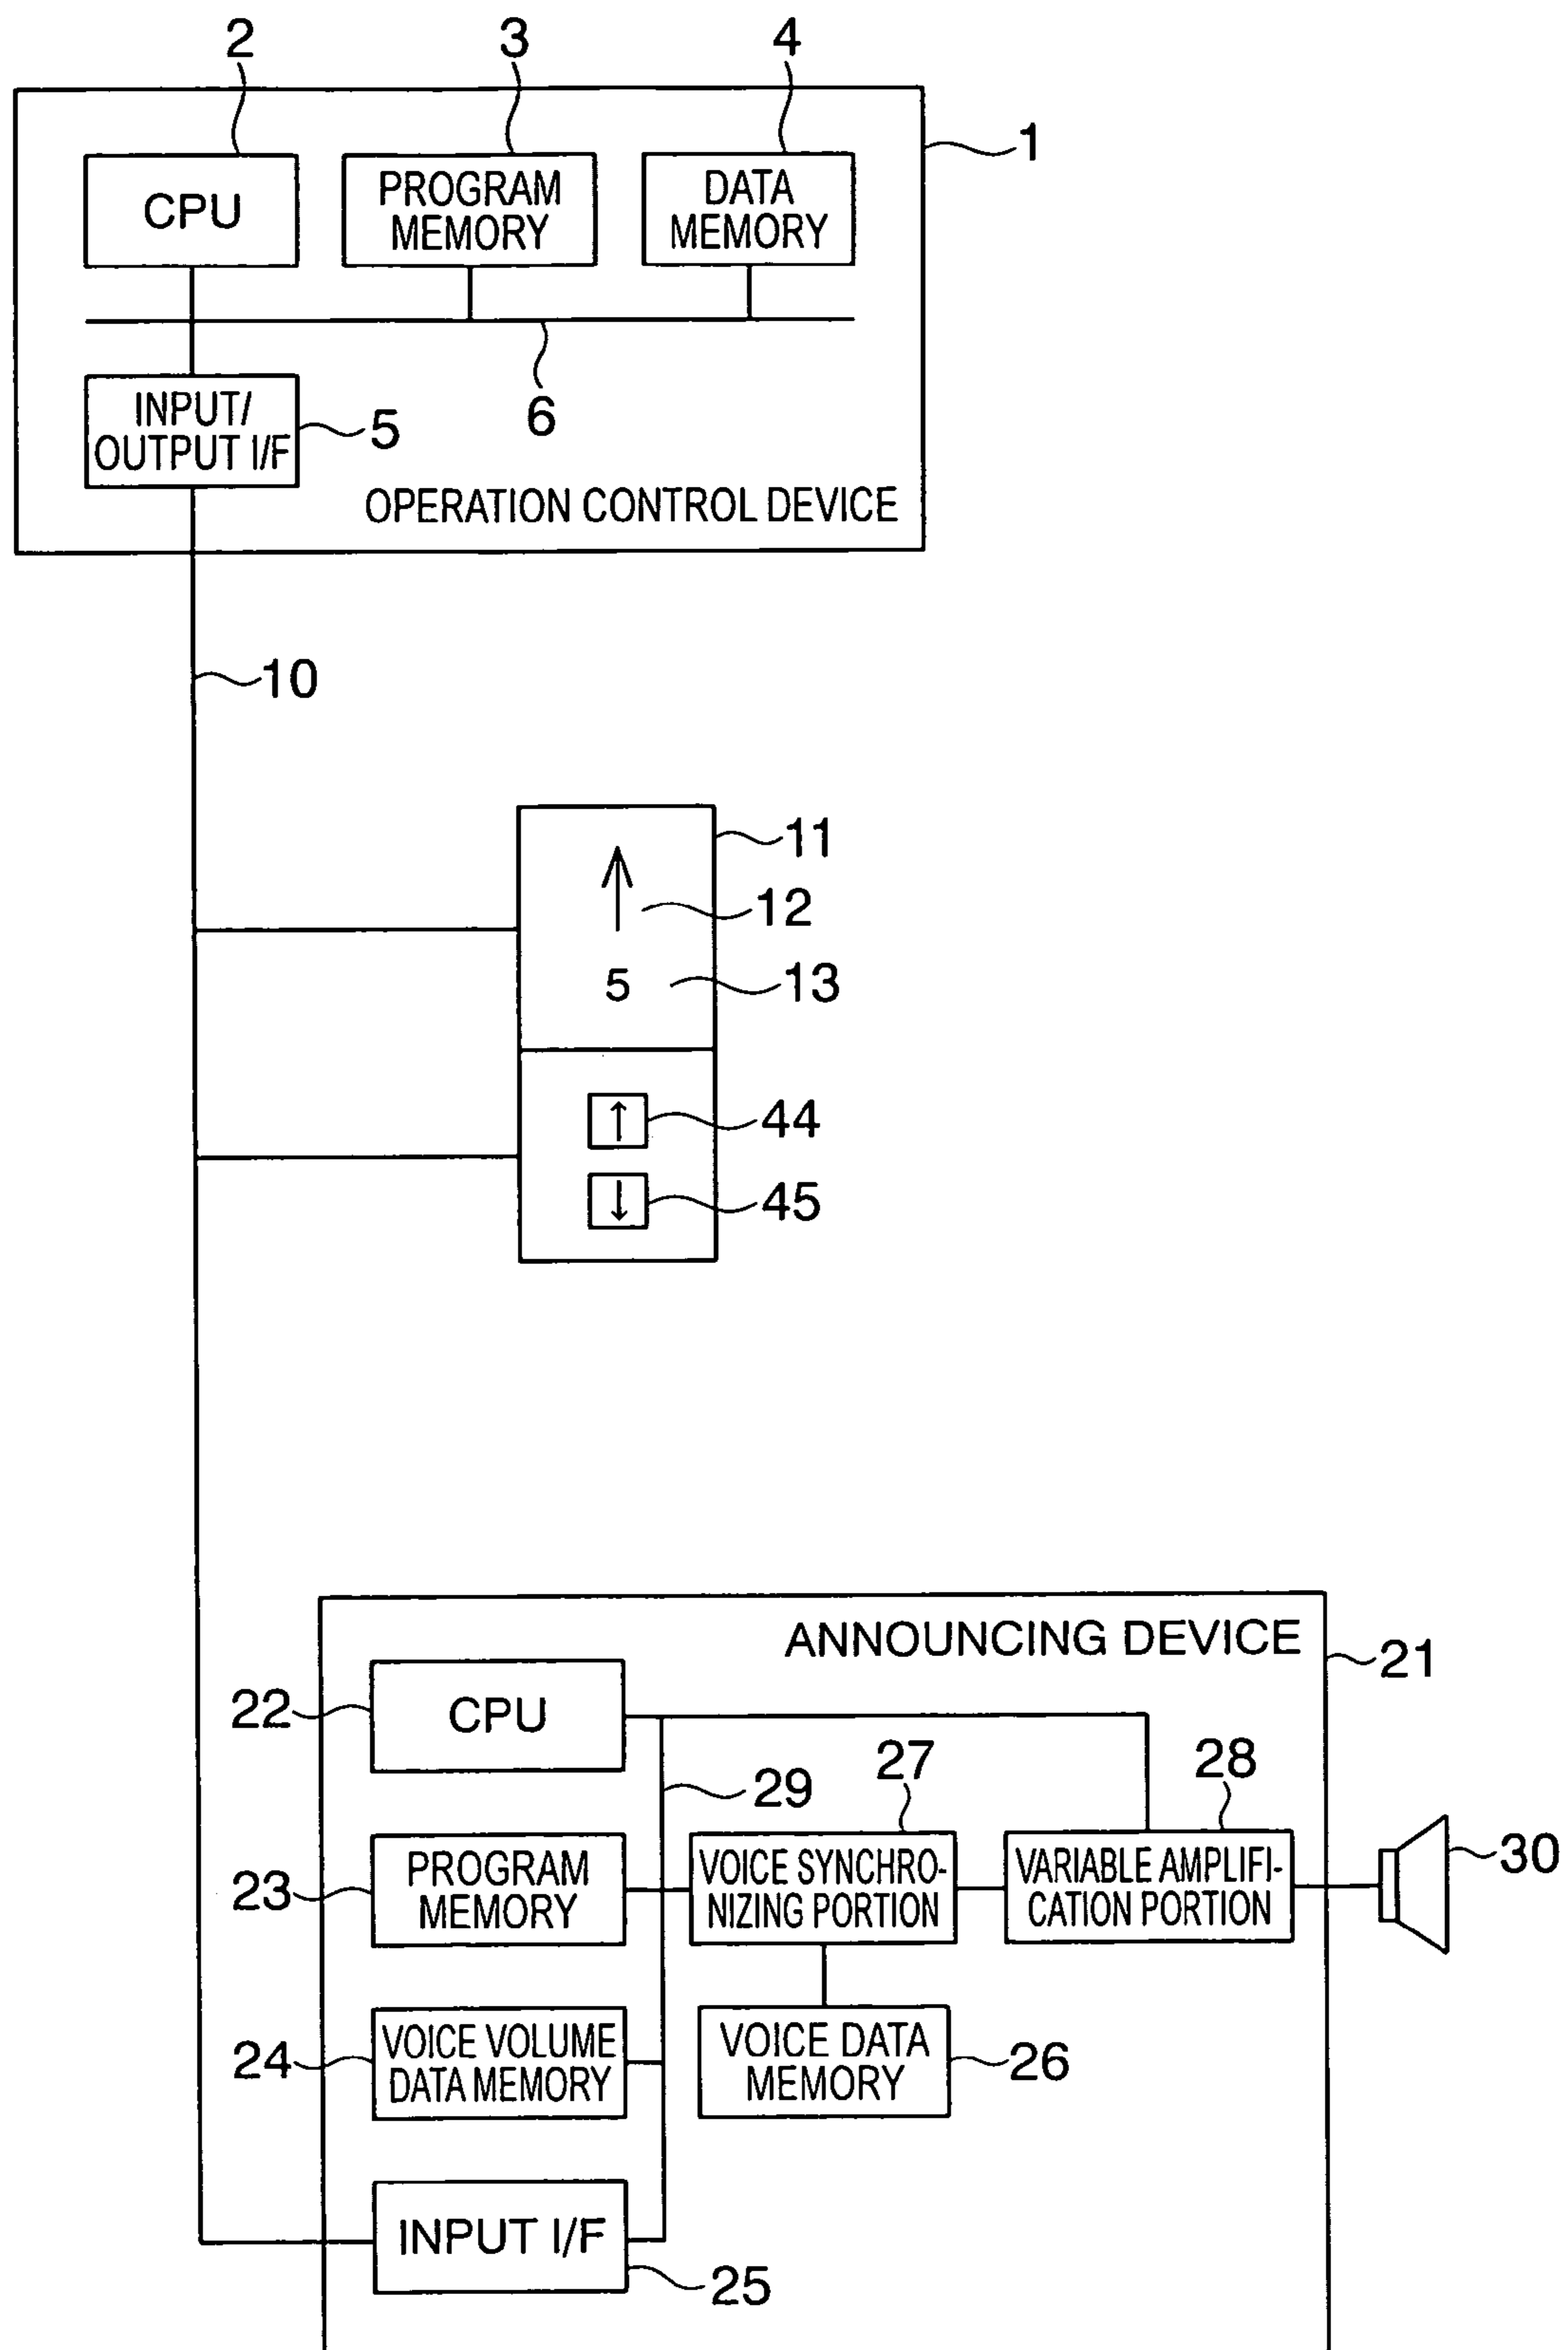 2
3
4
1
CPU
PROGRAM
MEMORY
DATA
MEMORY
6
INPUT/
OUTPUT I/F
5
OPERATION CONTROL DEVICE
10
11
↑
12
5
13
↑
44
↓
45
ANNOUNCING DEVICE
21
22
CPU
29
27
28
23
PROGRAM
MEMORY
VOICE SYNCHRO-
NIZING PORTION
VARIABLE AMPLIFI-
CATION PORTION
30
24
VOICE VOLUME
DATA MEMORY
VOICE DATA
MEMORY
26
INPUT I/F
25